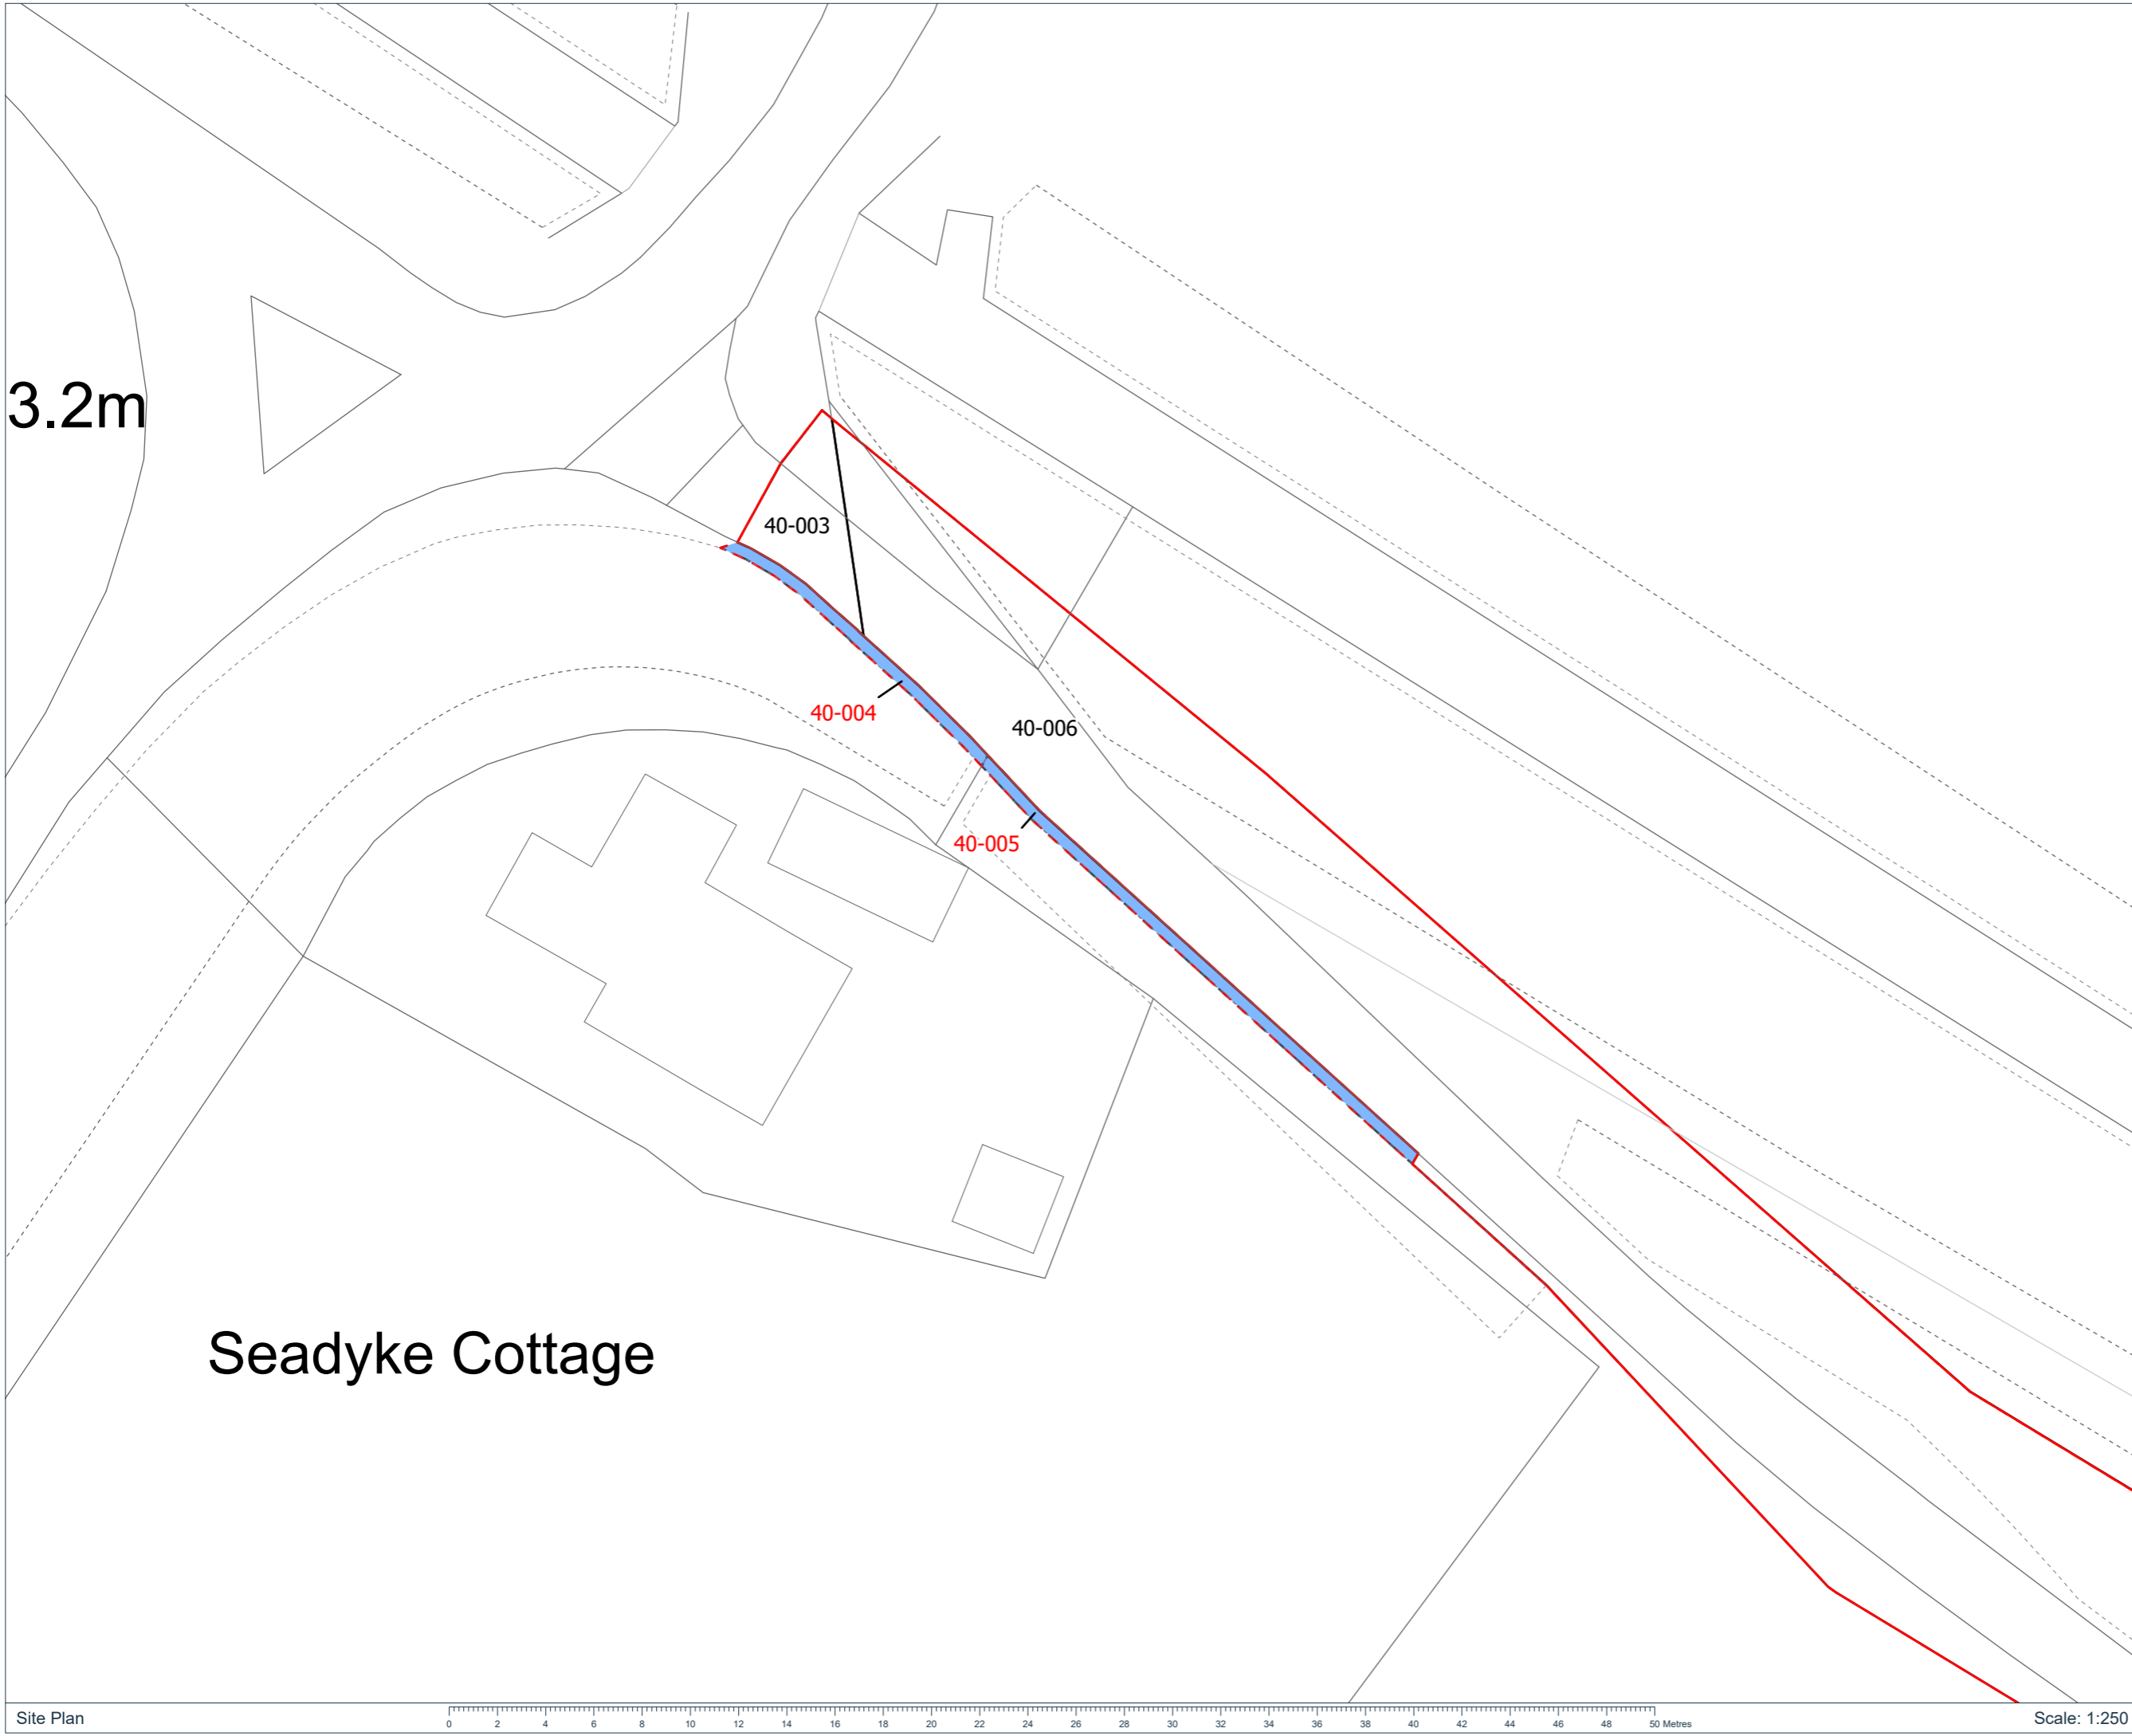 3.2m
40-003
40-004
40-006
40-005
Seadyke Cottage
Site Plan
0 2 4 6 8 10 12 14 16 18 20 22 24 26 28 30 32 34 36 38 40 42 44 46 48 50 Metres
Scale: 1:250